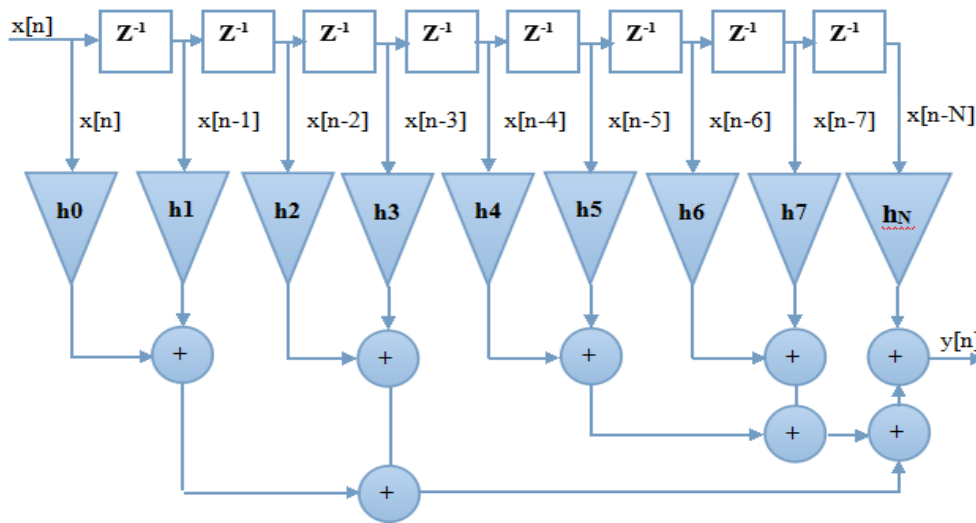 x[n] Z-1 Z-1 Z-1 Z-1 Z-1 Z-1 Z-1 Z-1
x[n] x[n-1] x[n-2] x[n-3] x[n-4] x[n-5] x[n-6] x[n-7] x[n-N]
h0 h1 h2 h3 h4 h5 h6 h7 hN
+ + + + +
y[n]
+ +
+